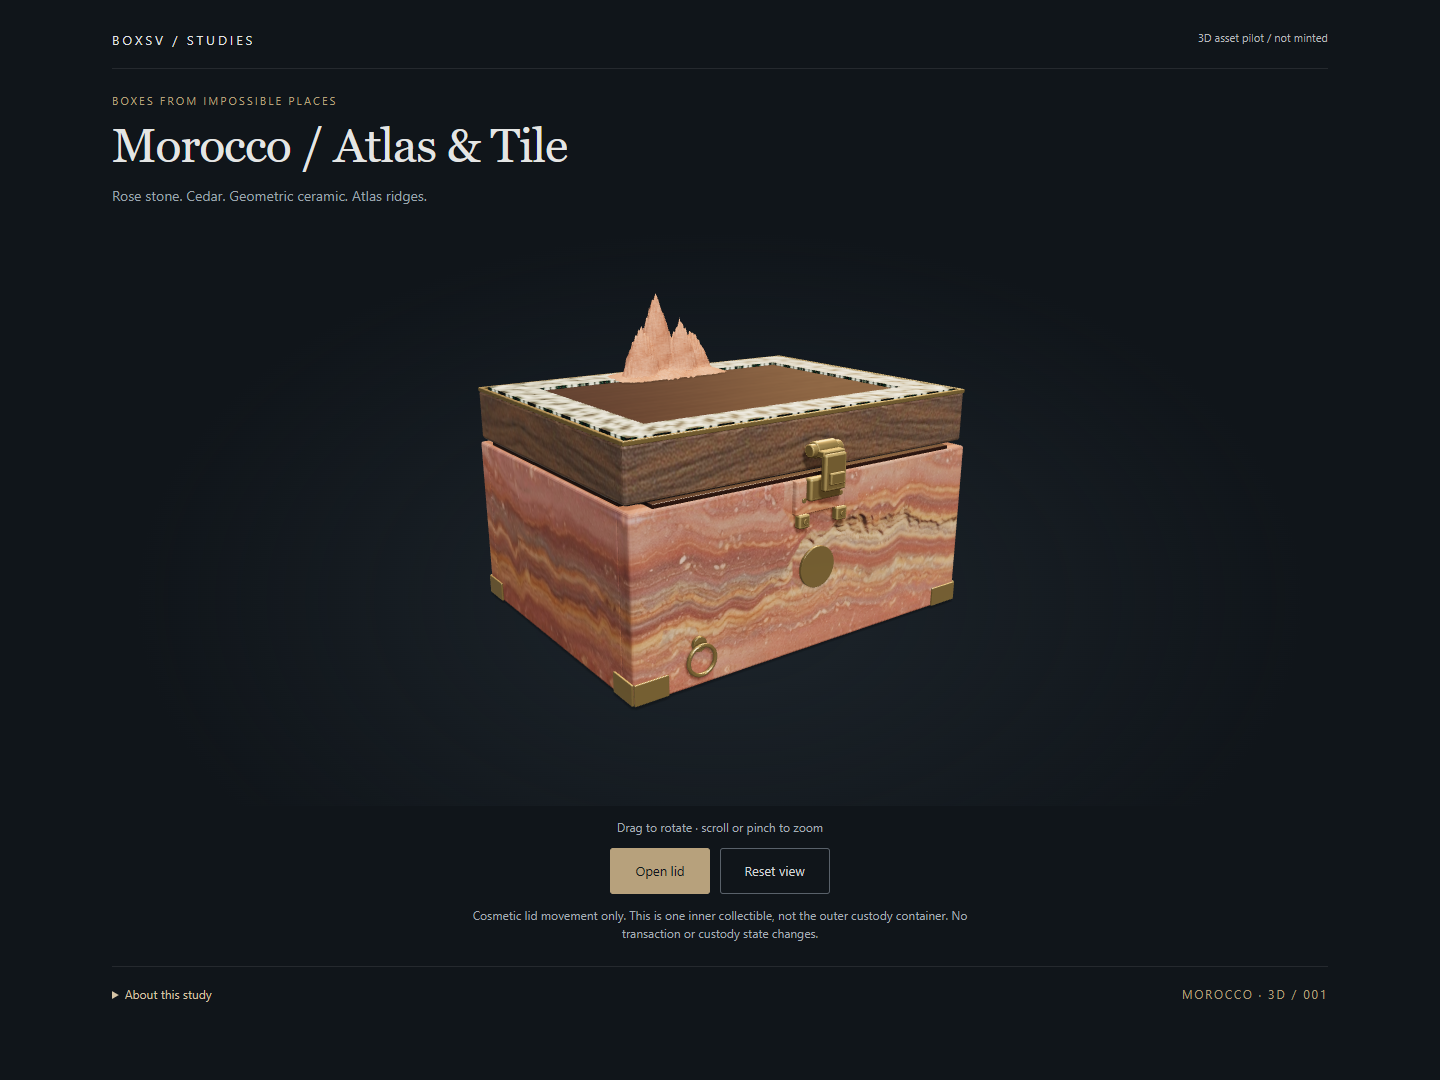 BOXSV / STUDIES
3D asset pilot / not minted
BOXES FROM IMPOSSIBLE PLACES
Morocco / Atlas & Tile
Rose stone. Cedar. Geometric ceramic. Atlas ridges.
Drag to rotate · scroll or pinch to zoom
Open lid
Reset view
Cosmetic lid movement only. This is one inner collectible, not the outer custody container. No
transaction or custody state changes.
About this study
MOROCCO · 3D / 001